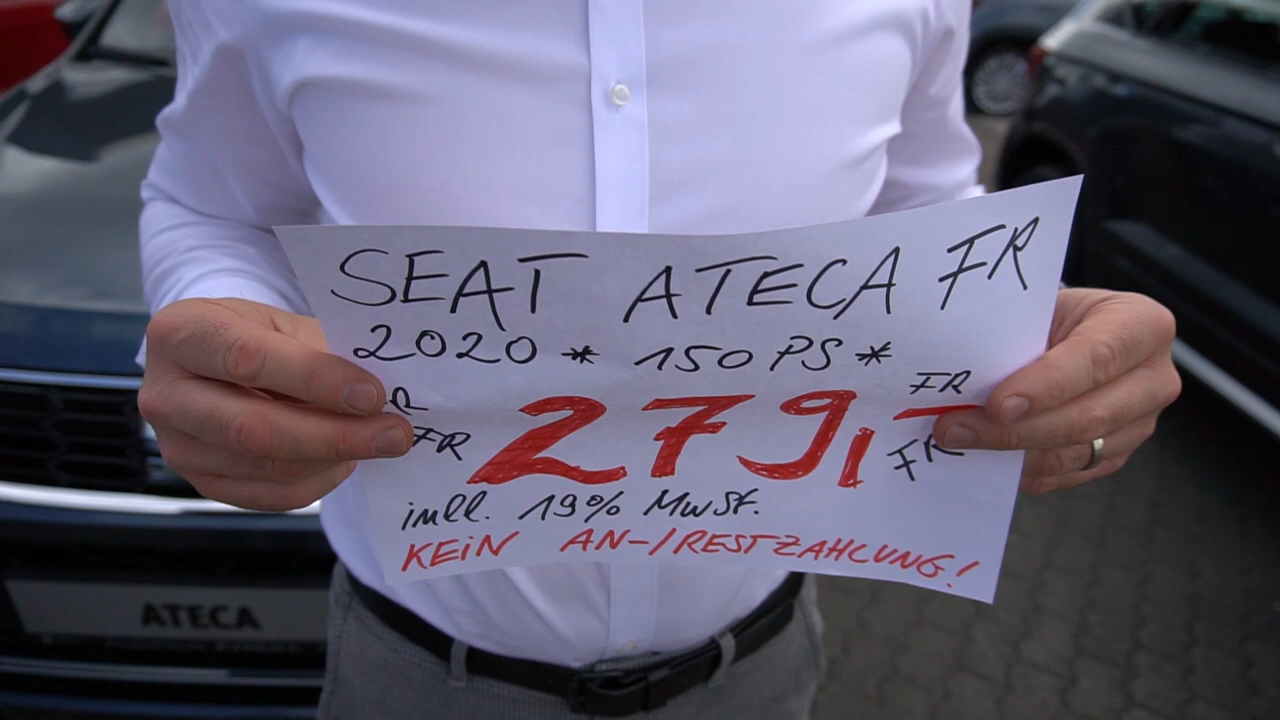 SEAT ATECA FR
2020 * 150 PS *
FR
279,-
FR
FR
inkl. 19% MwSt.
KEIN AN-/RESTZAHLUNG!
ATECA